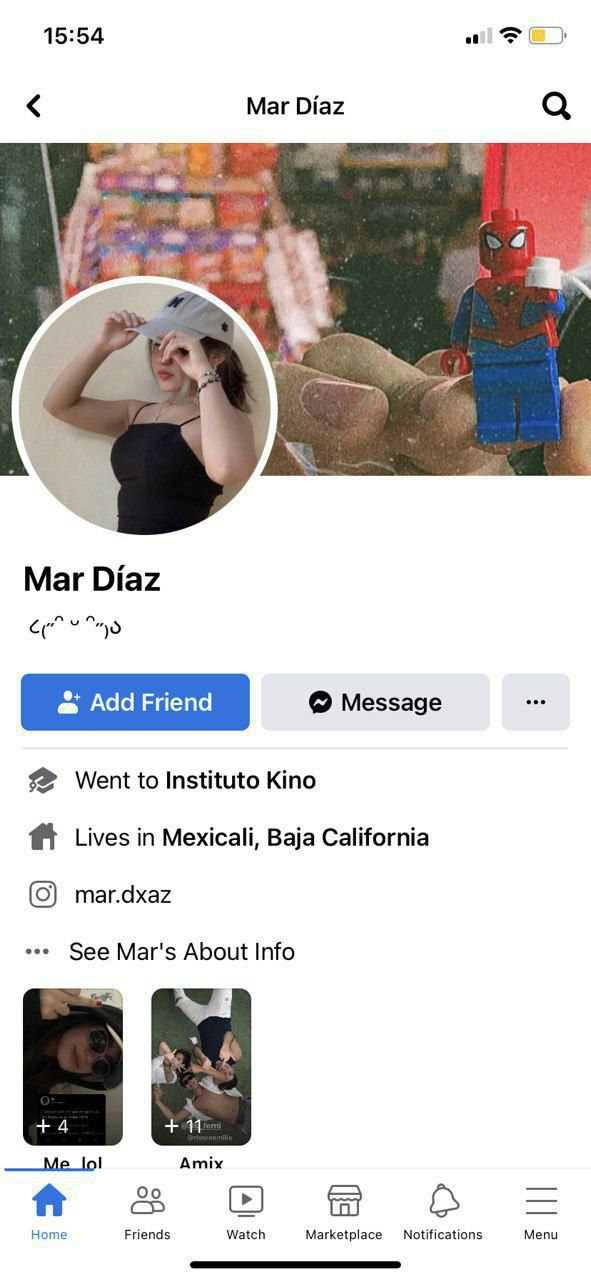 15:54
Mar Díaz
Mar Díaz
૮(˶ᵔ ᵕ ᵔ˶)ა
Add Friend
Message
Went to Instituto Kino
Lives in Mexicali, Baja California
mar.dxaz
See Mar's About Info
+ 4
+ 11
@riveraemilio
Me lol
Amix
Home
Friends
Watch
Marketplace
Notifications
Menu